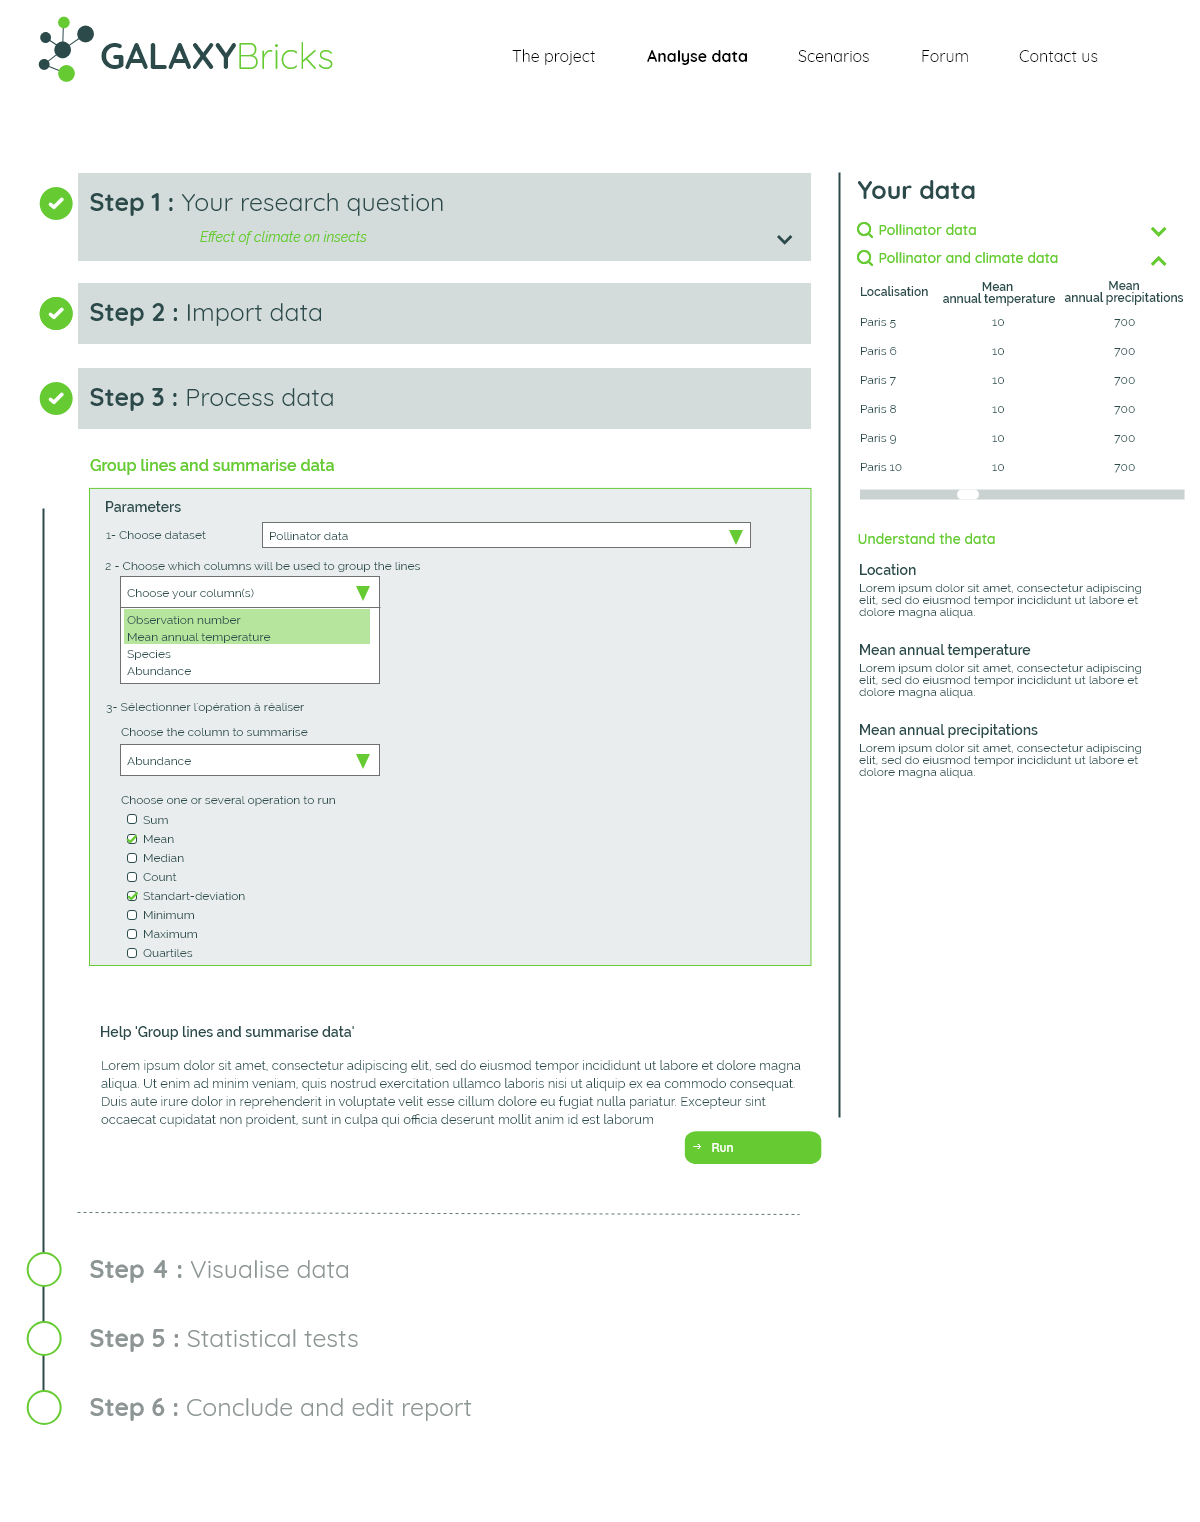 GALAXYBricks
The project
Analyse data
Scenarios
Forum
Contact us
Step 1 : Your research question
Effect of climate on insects
Step 2 : Import data
Step 3 : Process data
Group lines and summarise data
Parameters
1- Choose dataset
Pollinator data
2 - Choose which columns will be used to group the lines
Choose your column(s)
Observation number
Mean annual temperature
Species
Abundance
3- Sélectionner l'opération à réaliser
Choose the column to summarise
Abundance
Choose one or several operation to run
Sum
Mean
Median
Count
Standart-deviation
Minimum
Maximum
Quartiles
Help 'Group lines and summarise data'
Lorem ipsum dolor sit amet, consectetur adipiscing elit, sed do eiusmod tempor incididunt ut labore et dolore magna
aliqua. Ut enim ad minim veniam, quis nostrud exercitation ullamco laboris nisi ut aliquip ex ea commodo consequat.
Duis aute irure dolor in reprehenderit in voluptate velit esse cillum dolore eu fugiat nulla pariatur. Excepteur sint
occaecat cupidatat non proident, sunt in culpa qui officia deserunt mollit anim id est laborum
Run
Step 4 : Visualise data
Step 5 : Statistical tests
Step 6 : Conclude and edit report
Your data
Pollinator data
Pollinator and climate data
Localisation
Mean
annual temperature
Mean
annual precipitations
Paris 5 10 700
Paris 6 10 700
Paris 7 10 700
Paris 8 10 700
Paris 9 10 700
Paris 10 10 700
Understand the data
Location
Lorem ipsum dolor sit amet, consectetur adipiscing
elit, sed do eiusmod tempor incididunt ut labore et
dolore magna aliqua.
Mean annual temperature
Lorem ipsum dolor sit amet, consectetur adipiscing
elit, sed do eiusmod tempor incididunt ut labore et
dolore magna aliqua.
Mean annual precipitations
Lorem ipsum dolor sit amet, consectetur adipiscing
elit, sed do eiusmod tempor incididunt ut labore et
dolore magna aliqua.